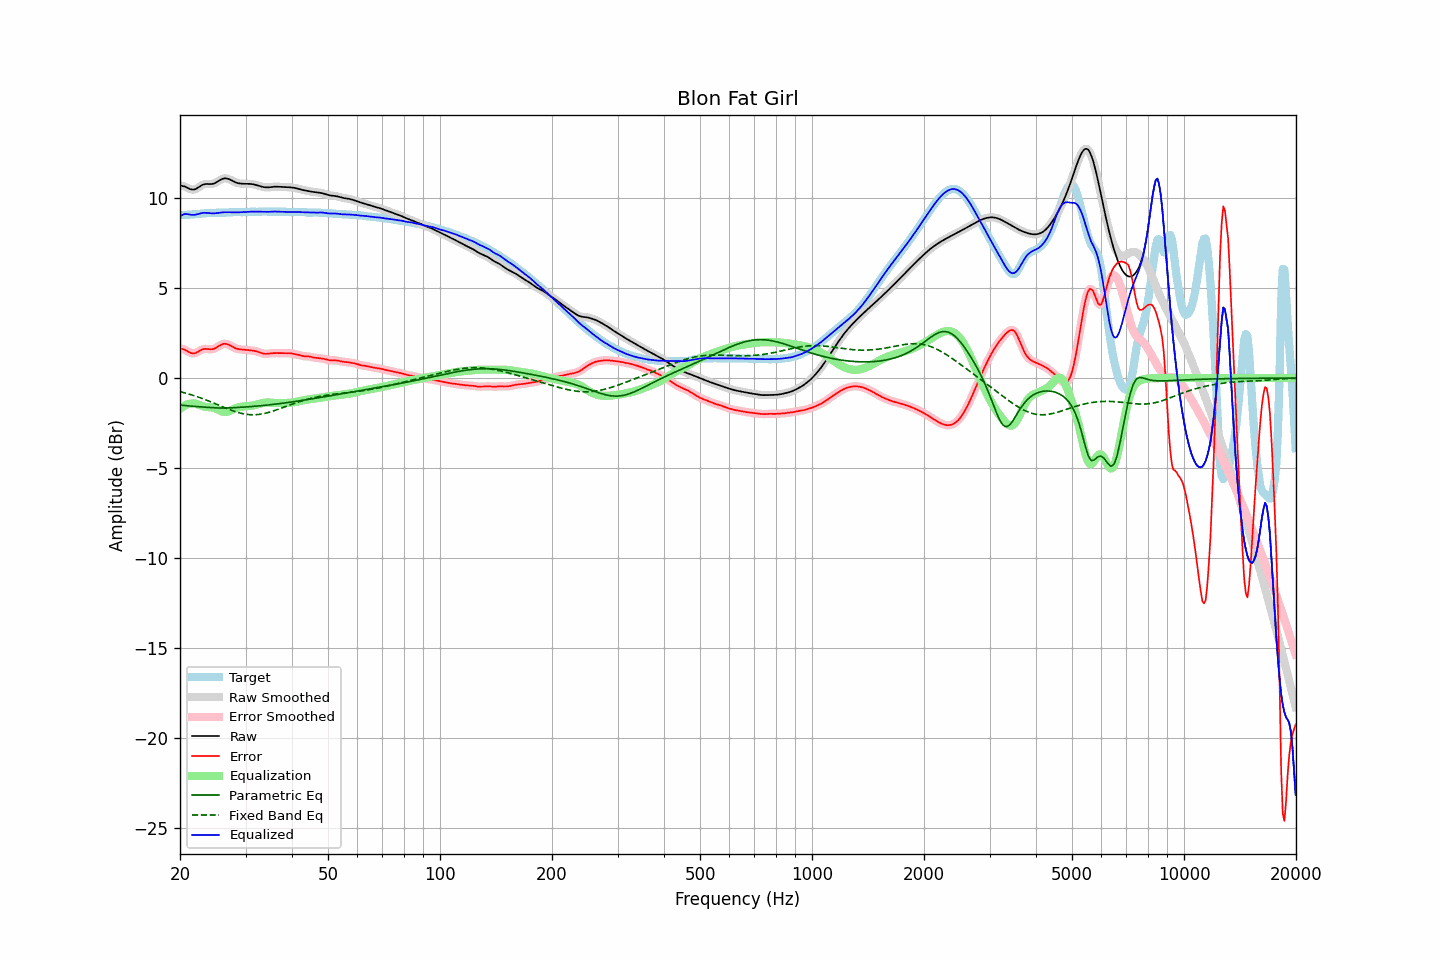 Blon Fat Girl
Amplitude (dBr)
10
5
0
−5
−10
−15
−20
−25
Target
Raw Smoothed
Error Smoothed
Raw
Error
Equalization
Parametric Eq
Fixed Band Eq
Equalized
20 50 100 200 500 1000 2000 5000 10000 20000
Frequency (Hz)